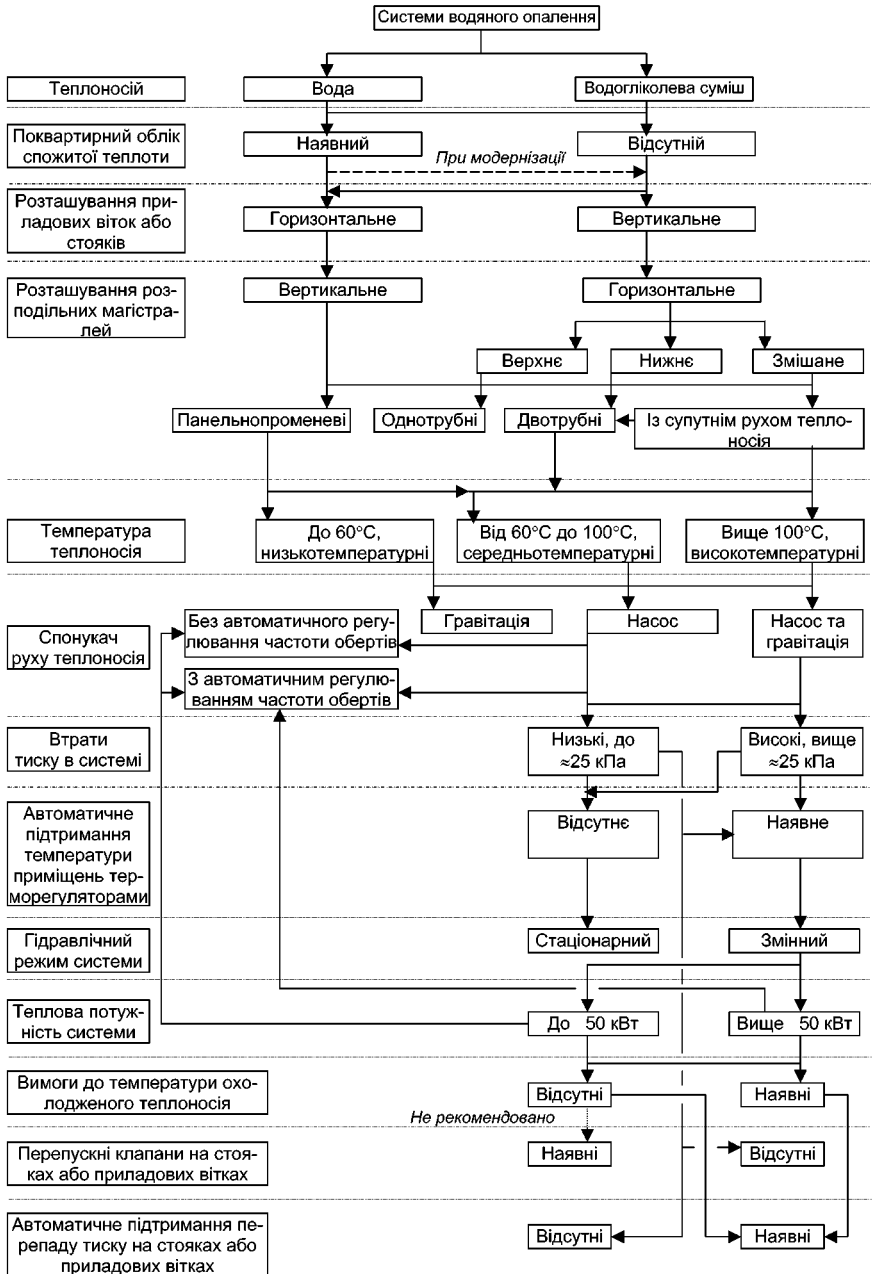 Системи водяного опалення
Теплоносій
Вода
Водогліколева суміш
Поквартирний облік
спожитої теплоти
Наявний
Відсутній
При модернізації
Розташування при-
ладових віток або
стояків
Горизонтальне
Вертикальне
Розташування роз-
подільних магістра-
лей
Вертикальне
Горизонтальне
Верхнє
Нижнє
Змішане
Панельнопроменеві
Однотрубні
Двотрубні
Із супутнім рухом тепло-
носія
Температура
теплоносія
До 60°С,
низькотемпературні
Від 60°С до 100°С,
середньотемпературні
Вище 100°С,
високотемпературні
Спонукач
руху теплоносія
Без автоматичного регу-
лювання частоти обертів
З автоматичним регулю-
ванням частоти обертів
Гравітація
Насос
Насос та
гравітація
Втрати
тиску в системі
Низькі, до
≈25 кПа
Високі, вище
≈25 кПа
Автоматичне
підтримання
температури
приміщень тер-
морегуляторами
Відсутнє
Наявне
Гідравлічний
режим системи
Стаціонарний
Змінний
Теплова потуж-
ність системи
До 50 кВт
Вище 50 кВт
Вимоги до температури охо-
лодженого теплоносія
Відсутні
Наявні
Не рекомендовано
Перепускні клапани на стоя-
ках або приладових вітках
Наявні
Відсутні
Автоматичне підтримання пе-
репаду тиску на стояках або
приладових вітках
Відсутні
Наявні